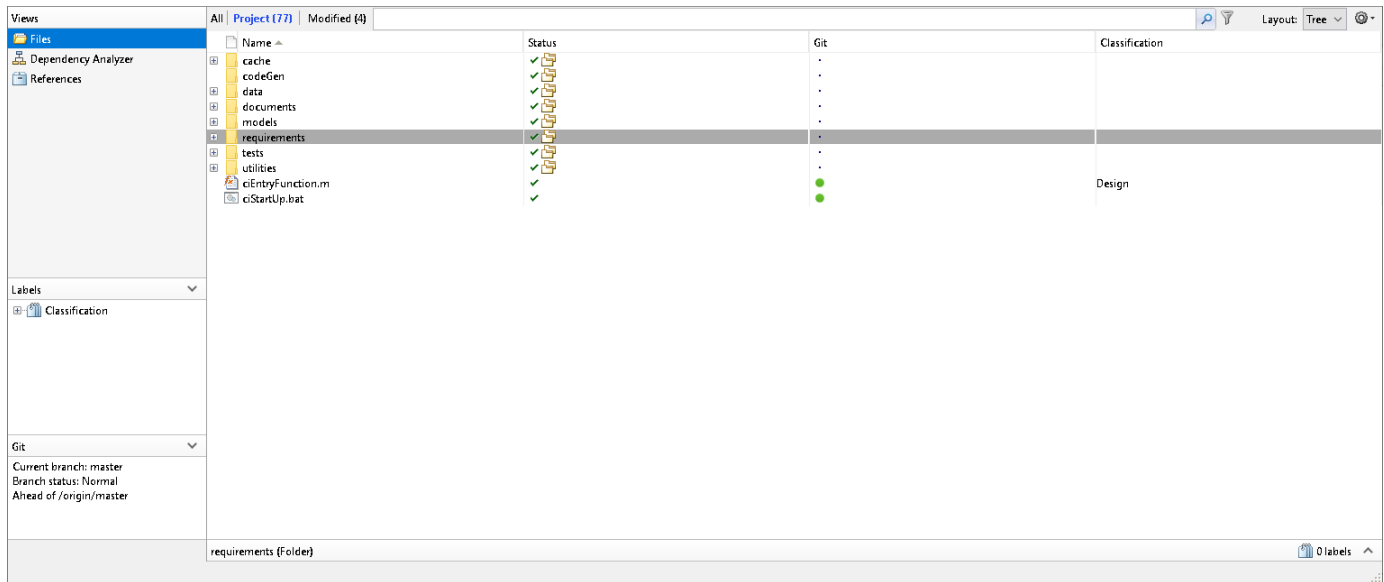 Views
Files
Dependency Analyzer
References
Labels
Classification
Git
Current branch: master
Branch status: Normal
Ahead of /origin/master
All Project (77) Modified (4)
Layout: Tree
Name Status Git Classification
cache
codeGen
data
documents
models
requirements
tests
utilities
ciEntryFunction.m Design
ciStartUp.bat
requirements (Folder) 0 labels